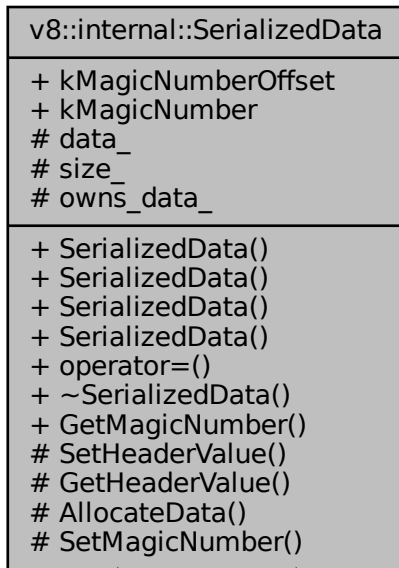 v8::internal::SerializedData
+ kMagicNumberOffset
+ kMagicNumber
# data_
# size_
# owns_data_
+ SerializedData()
+ SerializedData()
+ SerializedData()
+ SerializedData()
+ operator=()
+ ~SerializedData()
+ GetMagicNumber()
# SetHeaderValue()
# GetHeaderValue()
# AllocateData()
# SetMagicNumber()